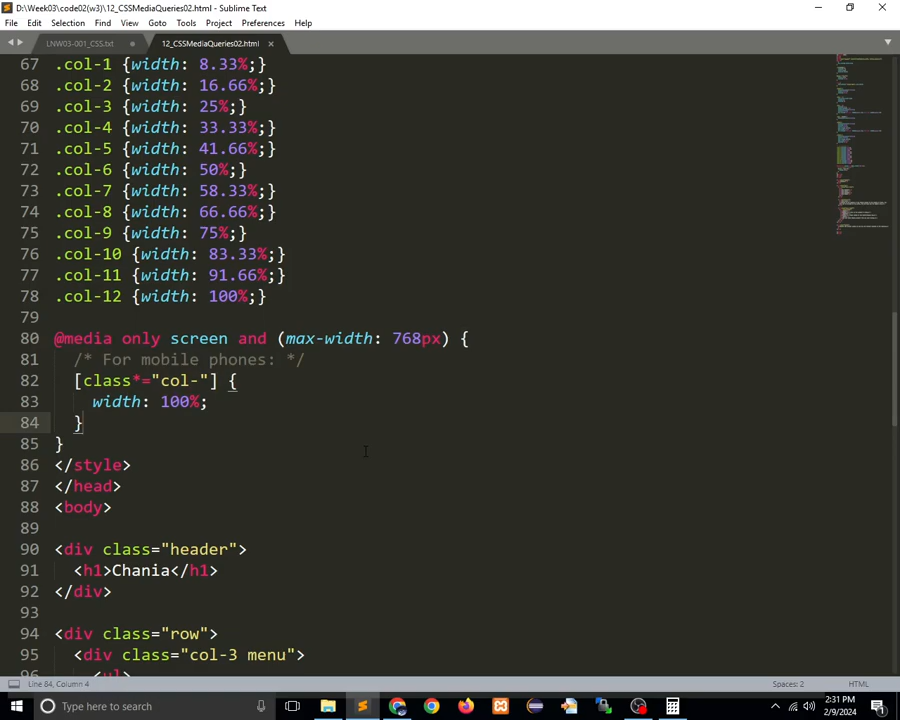 D:\Week03\code02(w3)\12_CSSMediaQueries02.html - Sublime Text
File Edit Selection Find View Goto Tools Project Preferences Help
LNW03-001_CSS.txt 12_CSSMediaQueries02.html
67 .col-1 {width: 8.33%;}
68 .col-2 {width: 16.66%;}
69 .col-3 {width: 25%;}
70 .col-4 {width: 33.33%;}
71 .col-5 {width: 41.66%;}
72 .col-6 {width: 50%;}
73 .col-7 {width: 58.33%;}
74 .col-8 {width: 66.66%;}
75 .col-9 {width: 75%;}
76 .col-10 {width: 83.33%;}
77 .col-11 {width: 91.66%;}
78 .col-12 {width: 100%;}
79
80 @media only screen and (max-width: 768px) {
81 /* For mobile phones: */
82 [class*="col-"] {
83 width: 100%;
84 }
85 }
86 </style>
87 </head>
88 <body>
89
90 <div class="header">
91 <h1>Chania</h1>
92 </div>
93
94 <div class="row">
95 <div class="col-3 menu">
96 <ul>
Line 84, Column 4 Spaces: 2 HTML
Type here to search 2:31 PM
2/9/2024